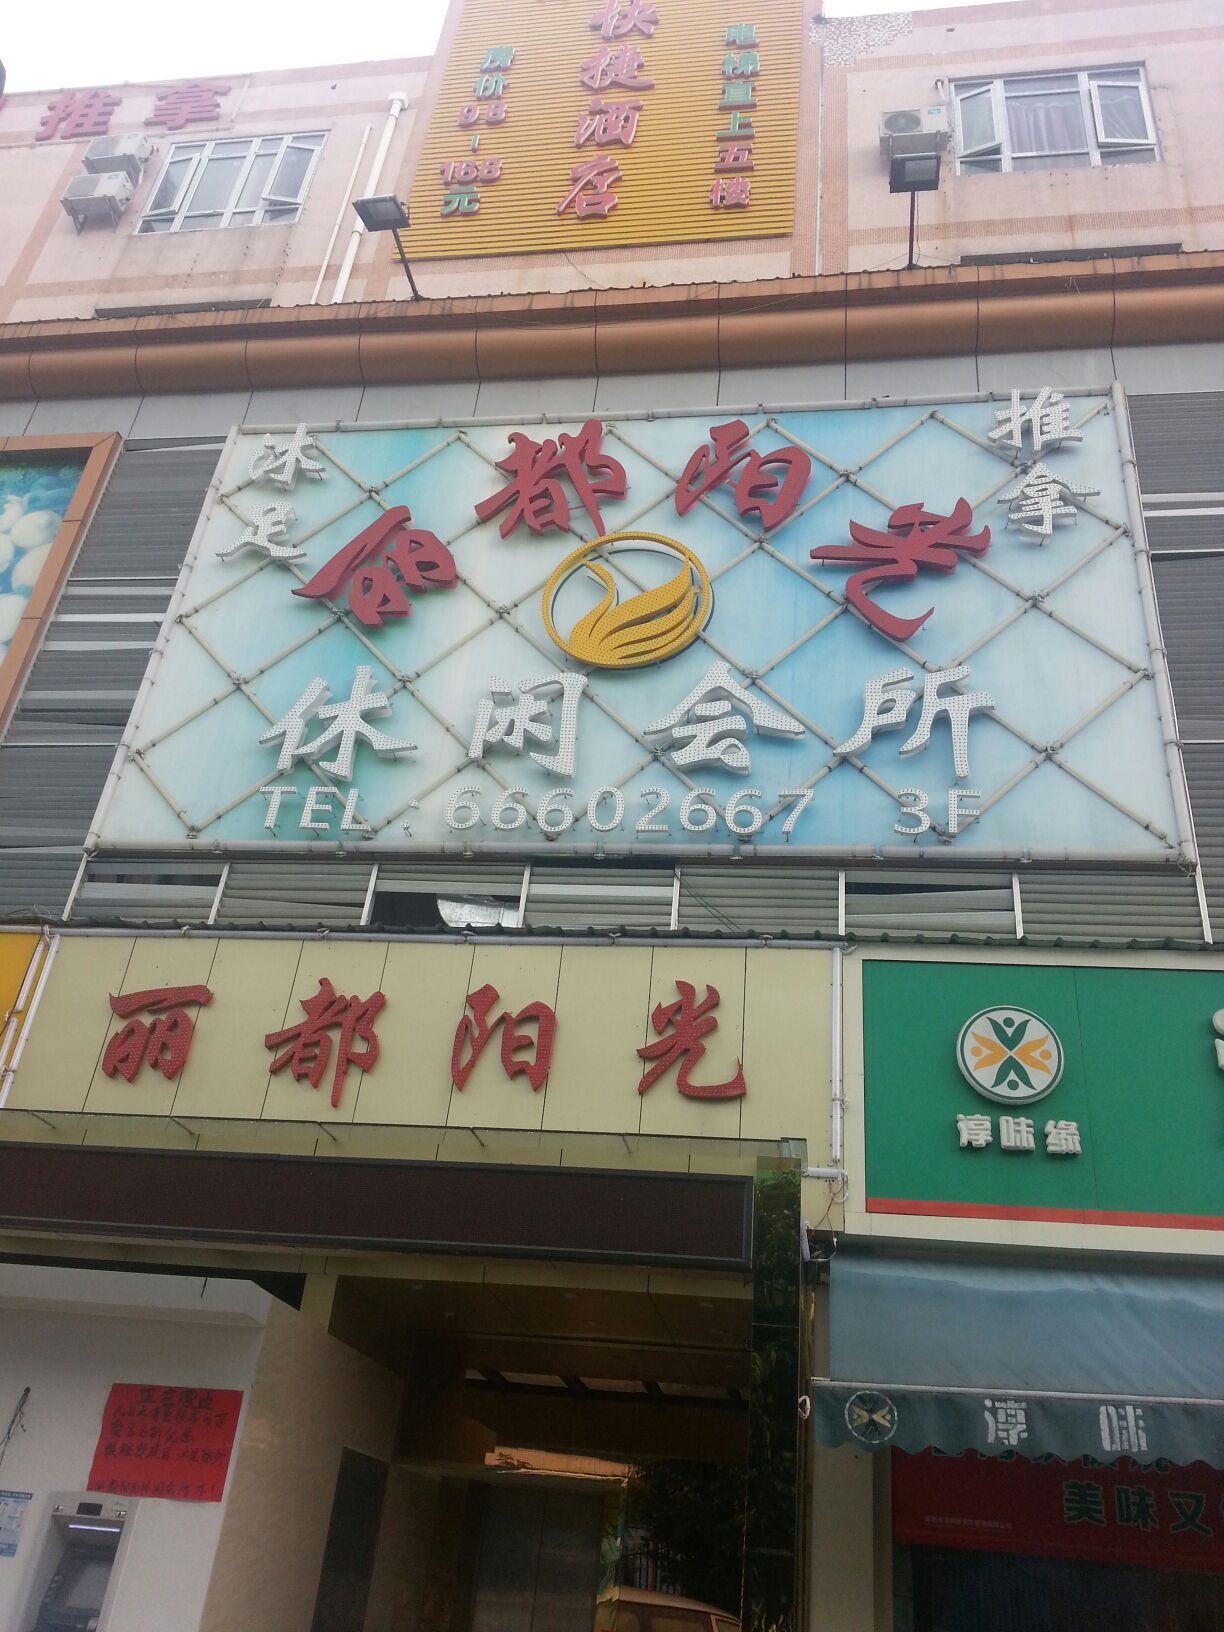 推拿
快捷酒店
房价98-168元
电梯直上五楼
沐足
丽都阳光
推拿
休闲会所
TEL:66602667 3F
丽都阳光
淳味缘
淳味
美味又